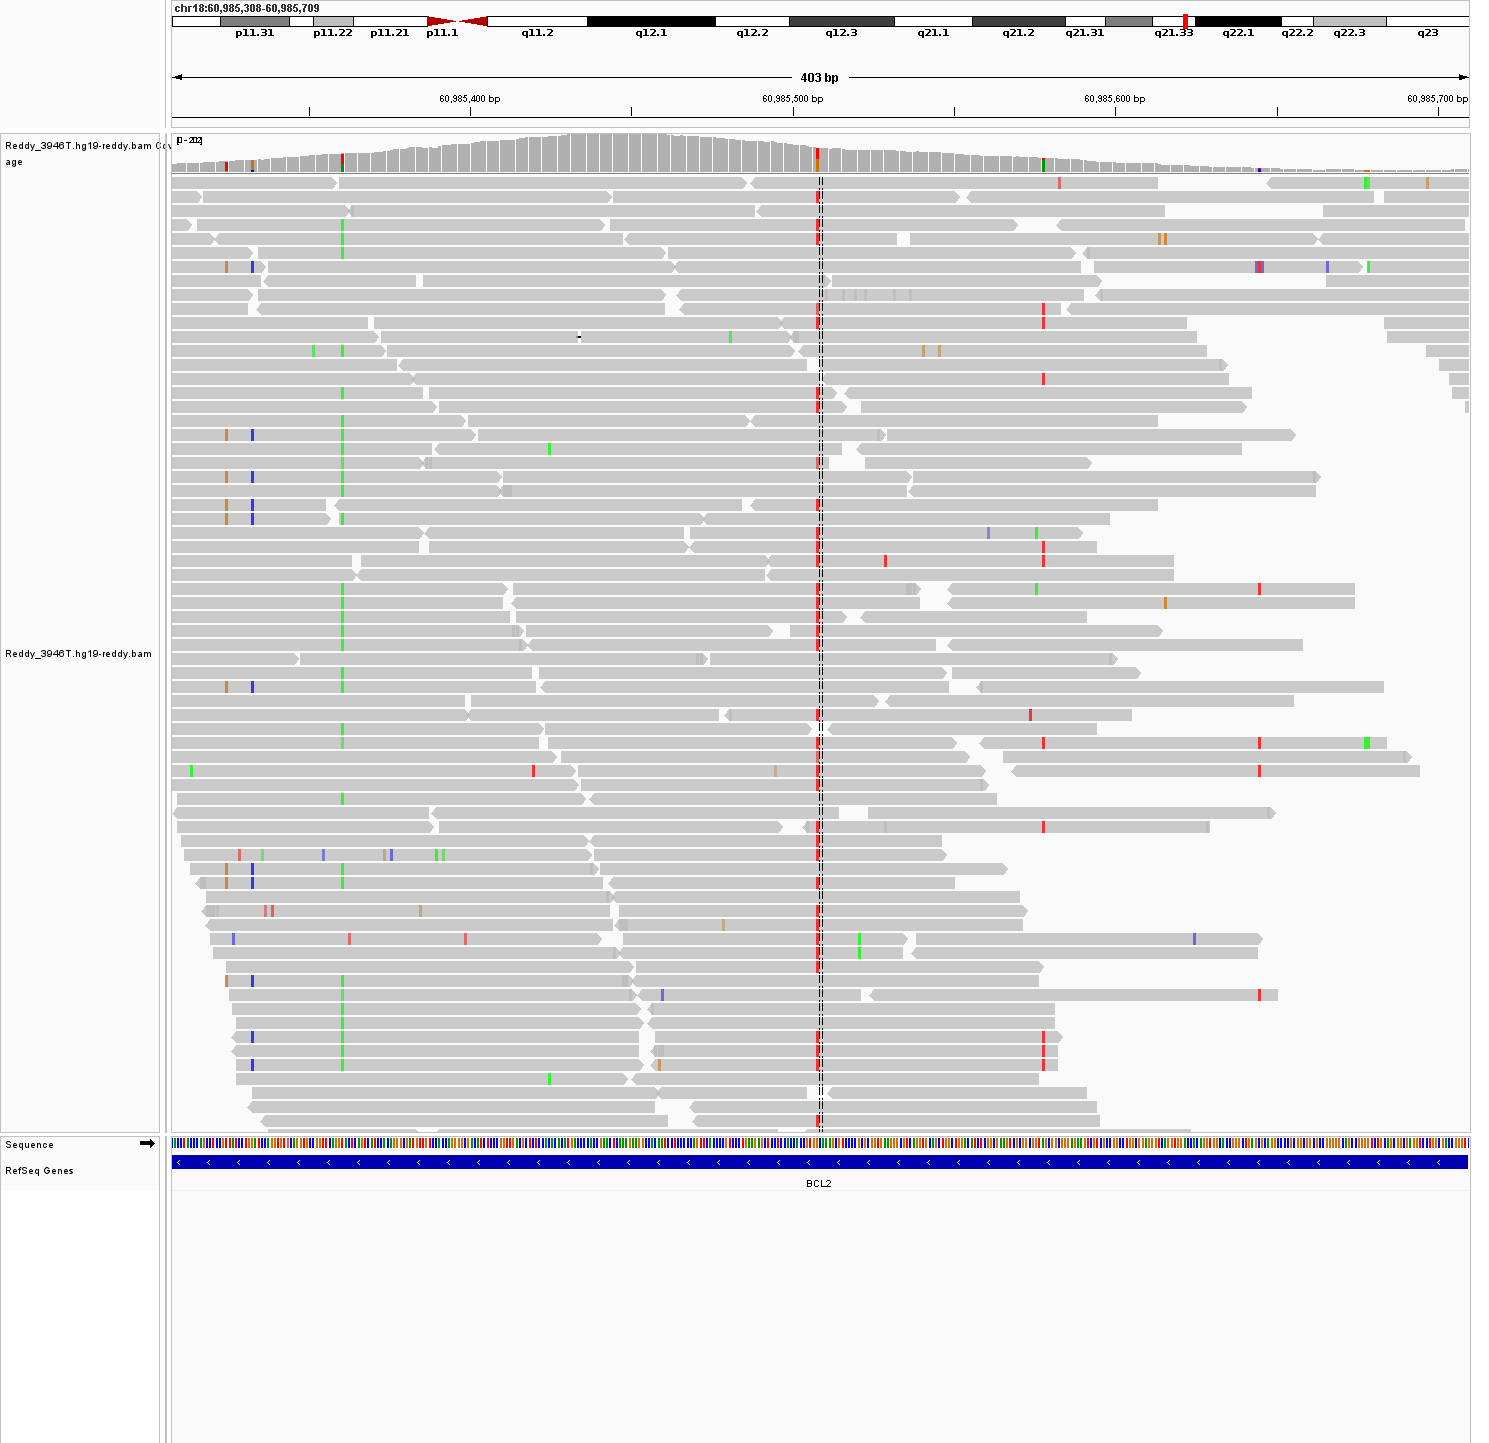 chr18:60,985,308-60,985,709
p11.31 p11.22 p11.21 p11.1 q11.2 q12.1 q12.2 q12.3 q21.1 q21.2 q21.31 q21.33 q22.1 q22.2 q22.3 q23
403 bp
60,985,400 bp 60,985,500 bp 60,985,600 bp 60,985,700 bp
Reddy_3946T.hg19-reddy.bam Cov
age
Reddy_3946T.hg19-reddy.bam
Sequence
RefSeq Genes
BCL2